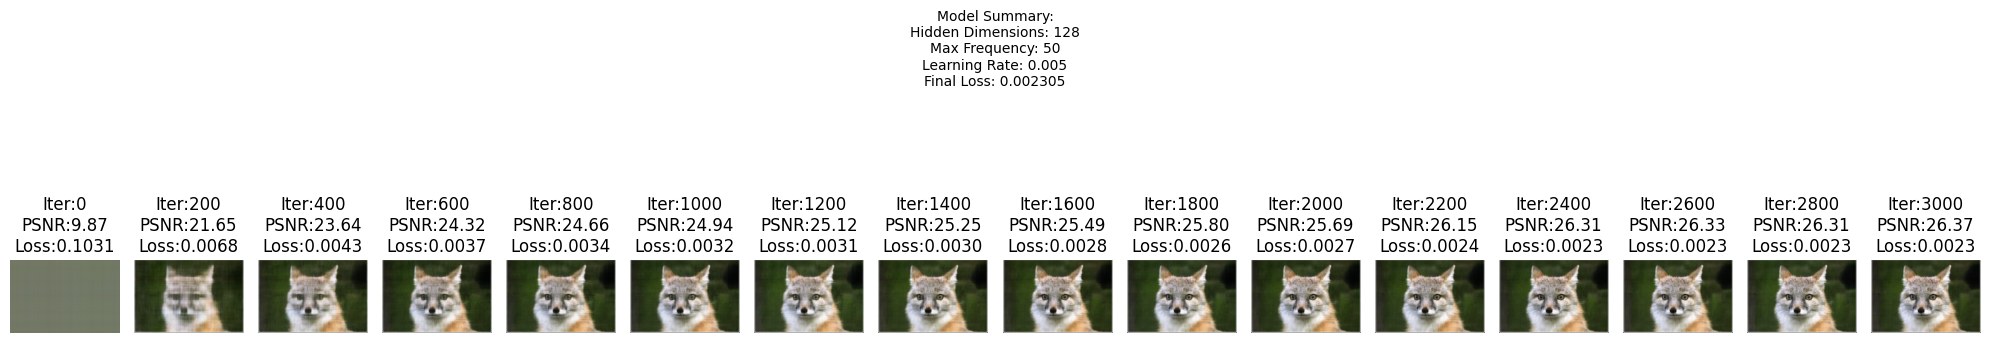 Model Summary:
Hidden Dimensions: 128
Max Frequency: 50
Learning Rate: 0.005
Final Loss: 0.002305
Iter:0
PSNR:9.87
Loss:0.1031
Iter:200
PSNR:21.65
Loss:0.0068
Iter:400
PSNR:23.64
Loss:0.0043
Iter:600
PSNR:24.32
Loss:0.0037
Iter:800
PSNR:24.66
Loss:0.0034
Iter:1000
PSNR:24.94
Loss:0.0032
Iter:1200
PSNR:25.12
Loss:0.0031
Iter:1400
PSNR:25.25
Loss:0.0030
Iter:1600
PSNR:25.49
Loss:0.0028
Iter:1800
PSNR:25.80
Loss:0.0026
Iter:2000
PSNR:25.69
Loss:0.0027
Iter:2200
PSNR:26.15
Loss:0.0024
Iter:2400
PSNR:26.31
Loss:0.0023
Iter:2600
PSNR:26.33
Loss:0.0023
Iter:2800
PSNR:26.31
Loss:0.0023
Iter:3000
PSNR:26.37
Loss:0.0023